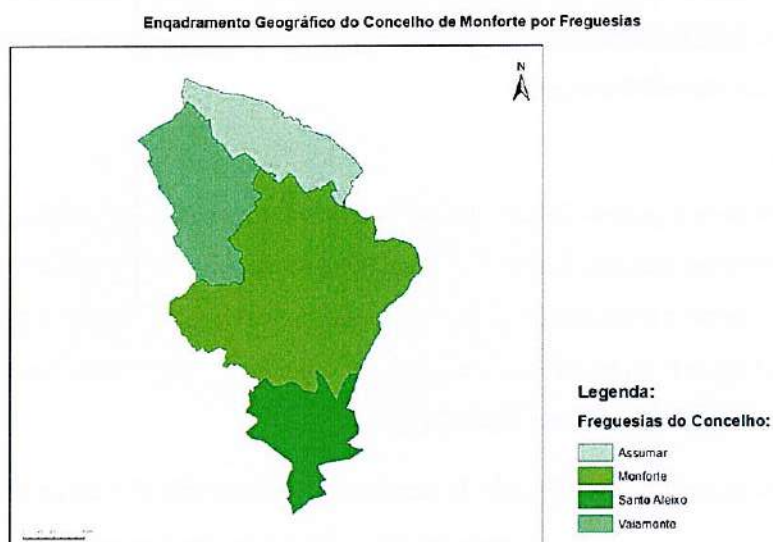 Enqadramento Geográfico do Concelho de Monforte por Freguesias
N
Legenda:
Freguesias do Concelho:
Assumar
Monforte
Santo Aleixo
Vaiamonte